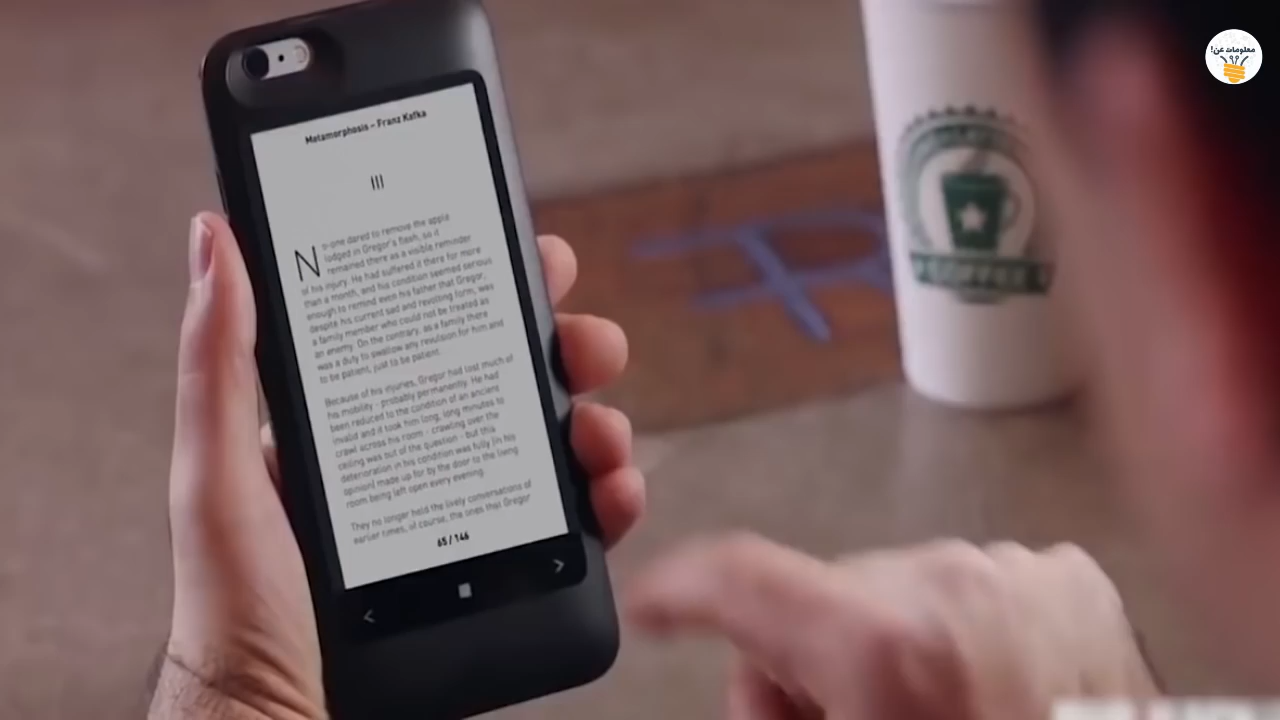 معلومات عن!
Metamorphosis – Franz Kafka
III
No-one dared to remove the apple
lodged in Gregor's flesh, so it
remained there as a visible reminder
of his injury. He had suffered it there for more
than a month, and his condition seemed serious
enough to remind even his father that Gregor,
despite his current sad and revolting form, was
a family member who could not be treated as
an enemy. On the contrary, as a family there
was a duty to swallow any revulsion for him and
to be patient, just to be patient.
Because of his injuries, Gregor had lost much of
his mobility - probably permanently. He had
been reduced to the condition of an ancient
invalid and it took him long, long minutes to
crawl across his room - crawling over the
ceiling was out of the question - but this
deterioration in his condition was fully (in his
opinion) made up for by the door to the living
room being left open every evening.
They no longer held the lively conversations of
earlier times, of course, the ones that Gregor
65 / 146
COFFEE